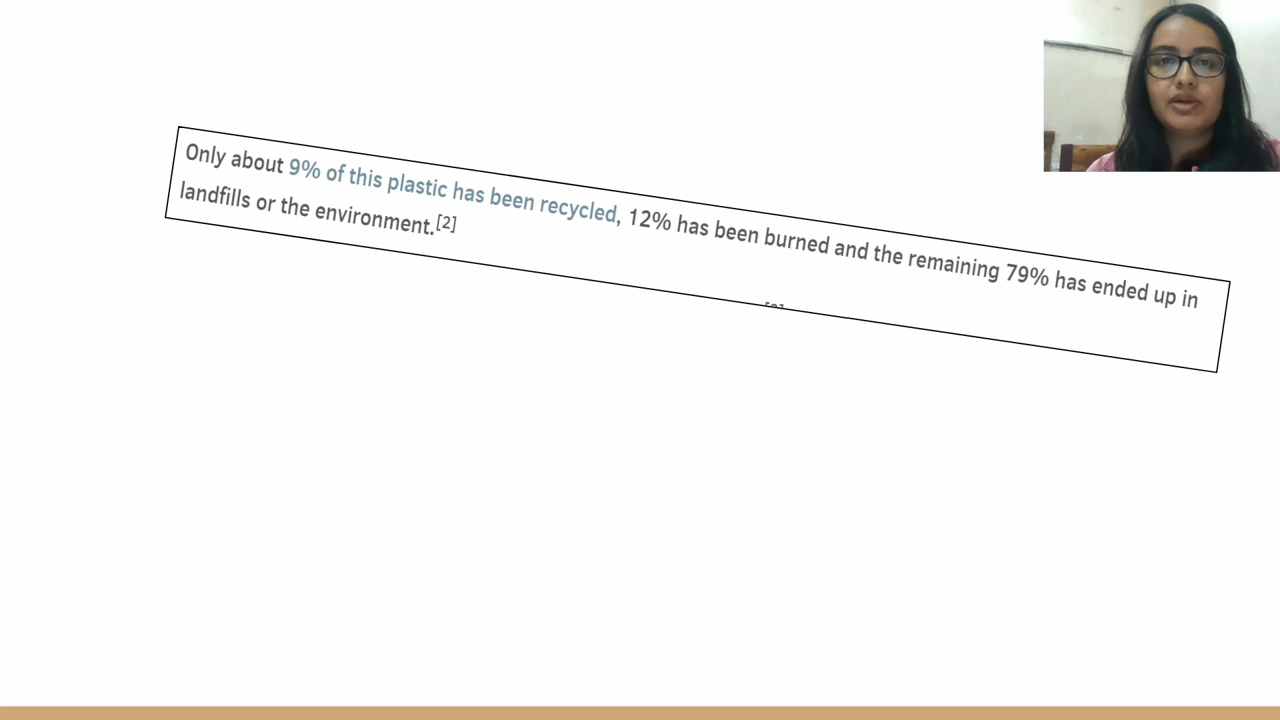 Only about 9% of this plastic has been recycled, 12% has been burned and the remaining 79% has ended up in
landfills or the environment.[2]